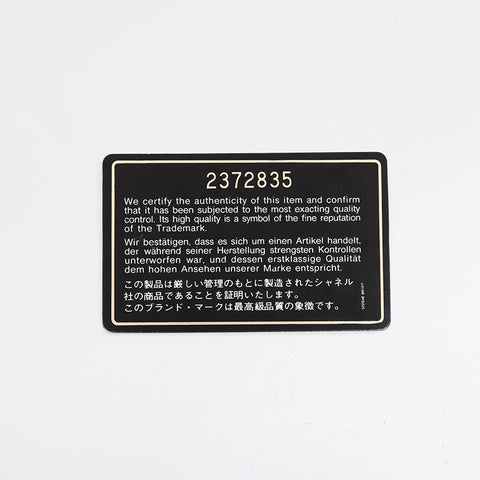 2372835
We certify the authenticity of this item and confirm
that it has been subjected to the most exacting quality
control. Its high quality is a symbol of the fine reputation
of the Trademark.
Wir bestätigen, dass es sich um einen Artikel handelt,
der während seiner Herstellung strengsten Kontrollen
unterworfen war, und dessen erstklassige Qualität
dem hohen Ansehen unserer Marke entspricht.
この製品は厳しい管理のもとに製造されたシャネル
社の商品であることを証明いたします。
このブランド・マークは最高級品質の象徴です。